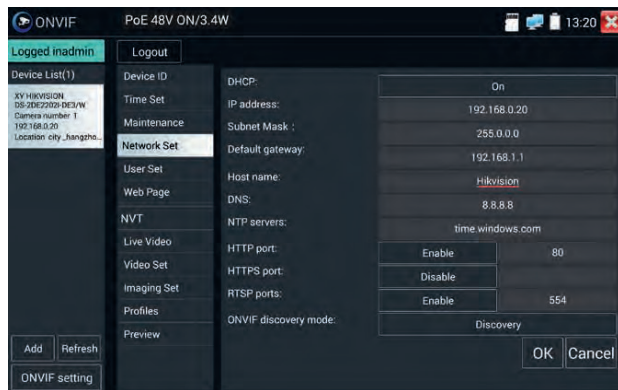 ONVIF
PoE 48V ON/3.4W
13:20
Logged inadmin
Logout
Device List(1)
XY HIKVISION
DS-2DE2202I-DE3/W
Camera number 1
192.168.0.20
Location city_hangzho...
Device ID
Time Set
Maintenance
Network Set
User Set
Web Page
NVT
Live Video
Video Set
Imaging Set
Profiles
Preview
DHCP: On
IP address: 192.168.0.20
Subnet Mask : 255.0.0.0
Default gateway: 192.168.1.1
Host name: Hikvision
DNS: 8.8.8.8
NTP servers: time.windows.com
HTTP port: Enable 80
HTTPS port: Disable
RTSP ports: Enable 554
ONVIF discovery mode: Discovery
Add Refresh
OK Cancel
ONVIF setting